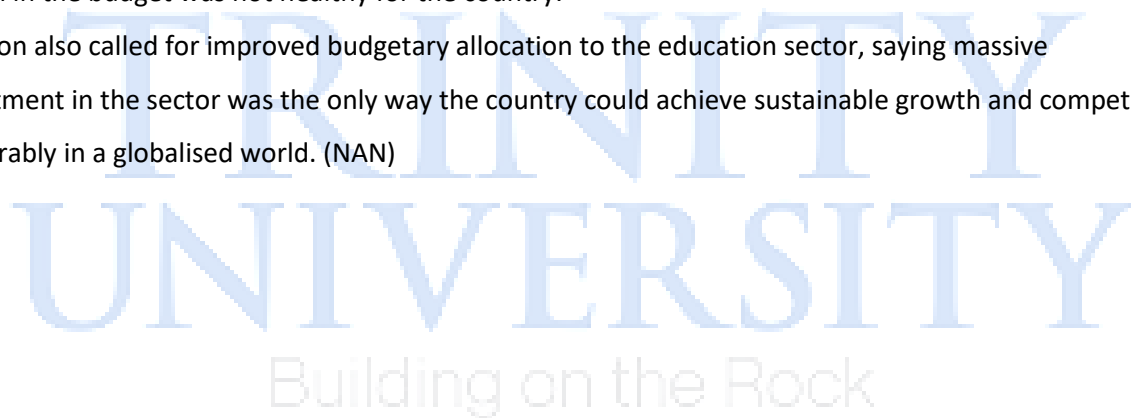 in the budget was not healthy for the country.
on also called for improved budgetary allocation to the education sector, saying massive
tment in the sector was the only way the country could achieve sustainable growth and compet
rably in a globalised world. (NAN)
TRINITY
UNIVERSITY
Building on the Rock